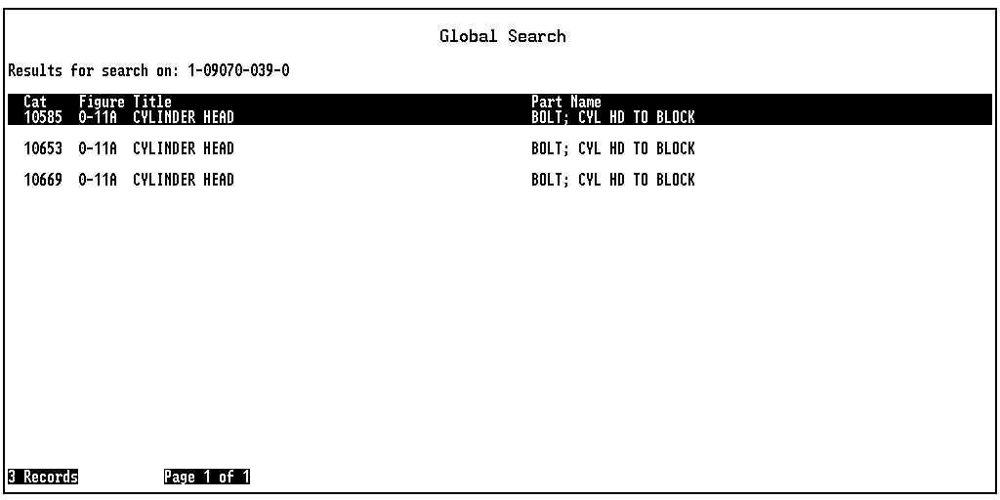 Global Search
Results for search on: 1-09070-039-0
Cat Figure Title Part Name
10585 0-11A CYLINDER HEAD BOLT; CYL HD TO BLOCK
10653 0-11A CYLINDER HEAD BOLT; CYL HD TO BLOCK
10669 0-11A CYLINDER HEAD BOLT; CYL HD TO BLOCK
3 Records Page 1 of 1